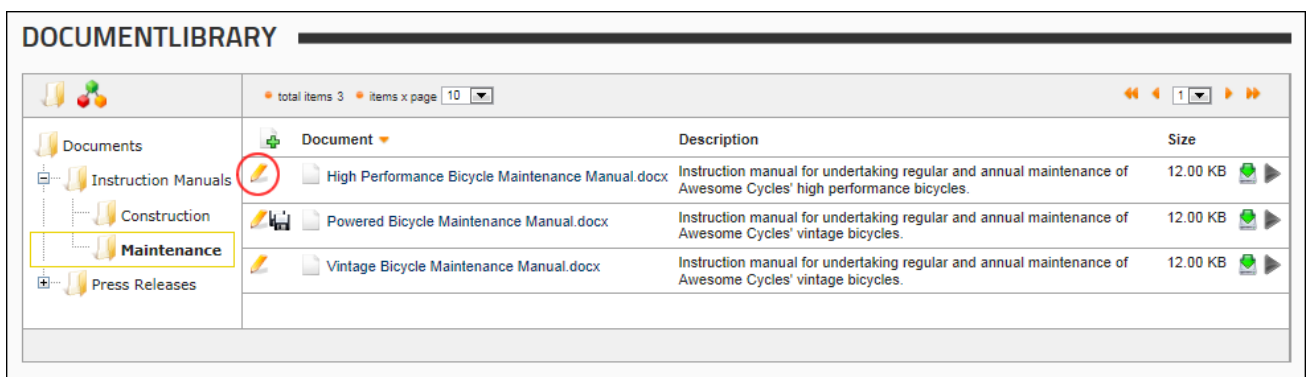 DOCUMENTLIBRARY
total items 3 items x page 10 1
Documents
Instruction Manuals
Construction
Maintenance
Press Releases
Document Description Size
High Performance Bicycle Maintenance Manual.docx Instruction manual for undertaking regular and annual maintenance of 12.00 KB
Awesome Cycles' high performance bicycles.
Powered Bicycle Maintenance Manual.docx Instruction manual for undertaking regular and annual maintenance of 12.00 KB
Awesome Cycles' vintage bicycles.
Vintage Bicycle Maintenance Manual.docx Instruction manual for undertaking regular and annual maintenance of 12.00 KB
Awesome Cycles' vintage bicycles.